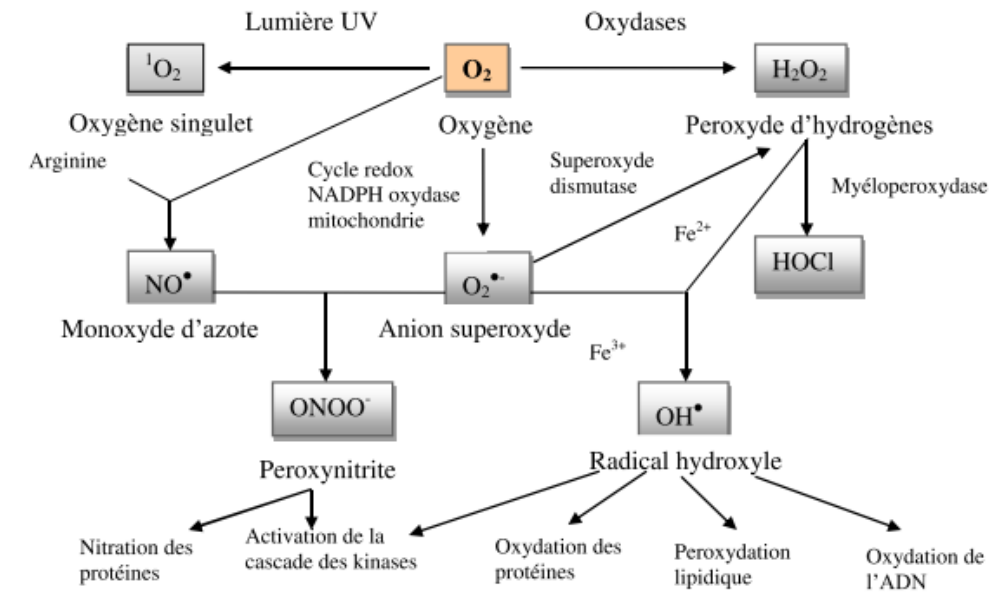 Lumière UV
Oxydases
¹O₂
O₂
H₂O₂
Oxygène singulet
Oxygène
Peroxyde d’hydrogènes
Arginine
Cycle redox
NADPH oxydase
mitochondrie
Superoxyde
dismutase
Myéloperoxydase
Fe²⁺
NO•
O₂•-
HOCl
Monoxyde d’azote
Anion superoxyde
Fe³⁺
ONOO⁻
OH•
Peroxynitrite
Radical hydroxyle
Nitration des
protéines
Activation de la
cascade des kinases
Oxydation des
protéines
Peroxydation
lipidique
Oxydation de
l’ADN